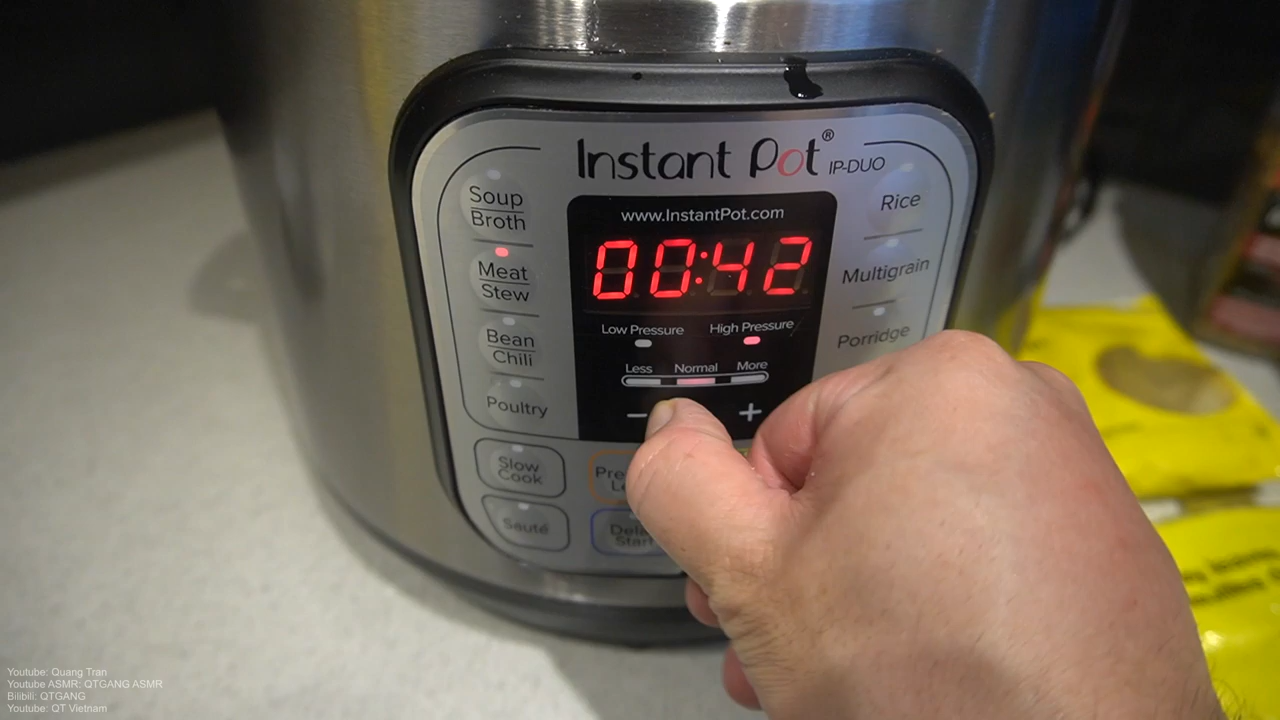 Instant Pot® IP-DUO
www.InstantPot.com
00:42
Low Pressure High Pressure
Less Normal More
− +
Soup
Broth
Meat
Stew
Bean
Chili
Poultry
Slow
Cook
Sauté
Rice
Multigrain
Porridge
Youtube: Quang Tran
Youtube ASMR: QTGANG ASMR
Bilibili: QTGANG
Youtube: QT Vietnam